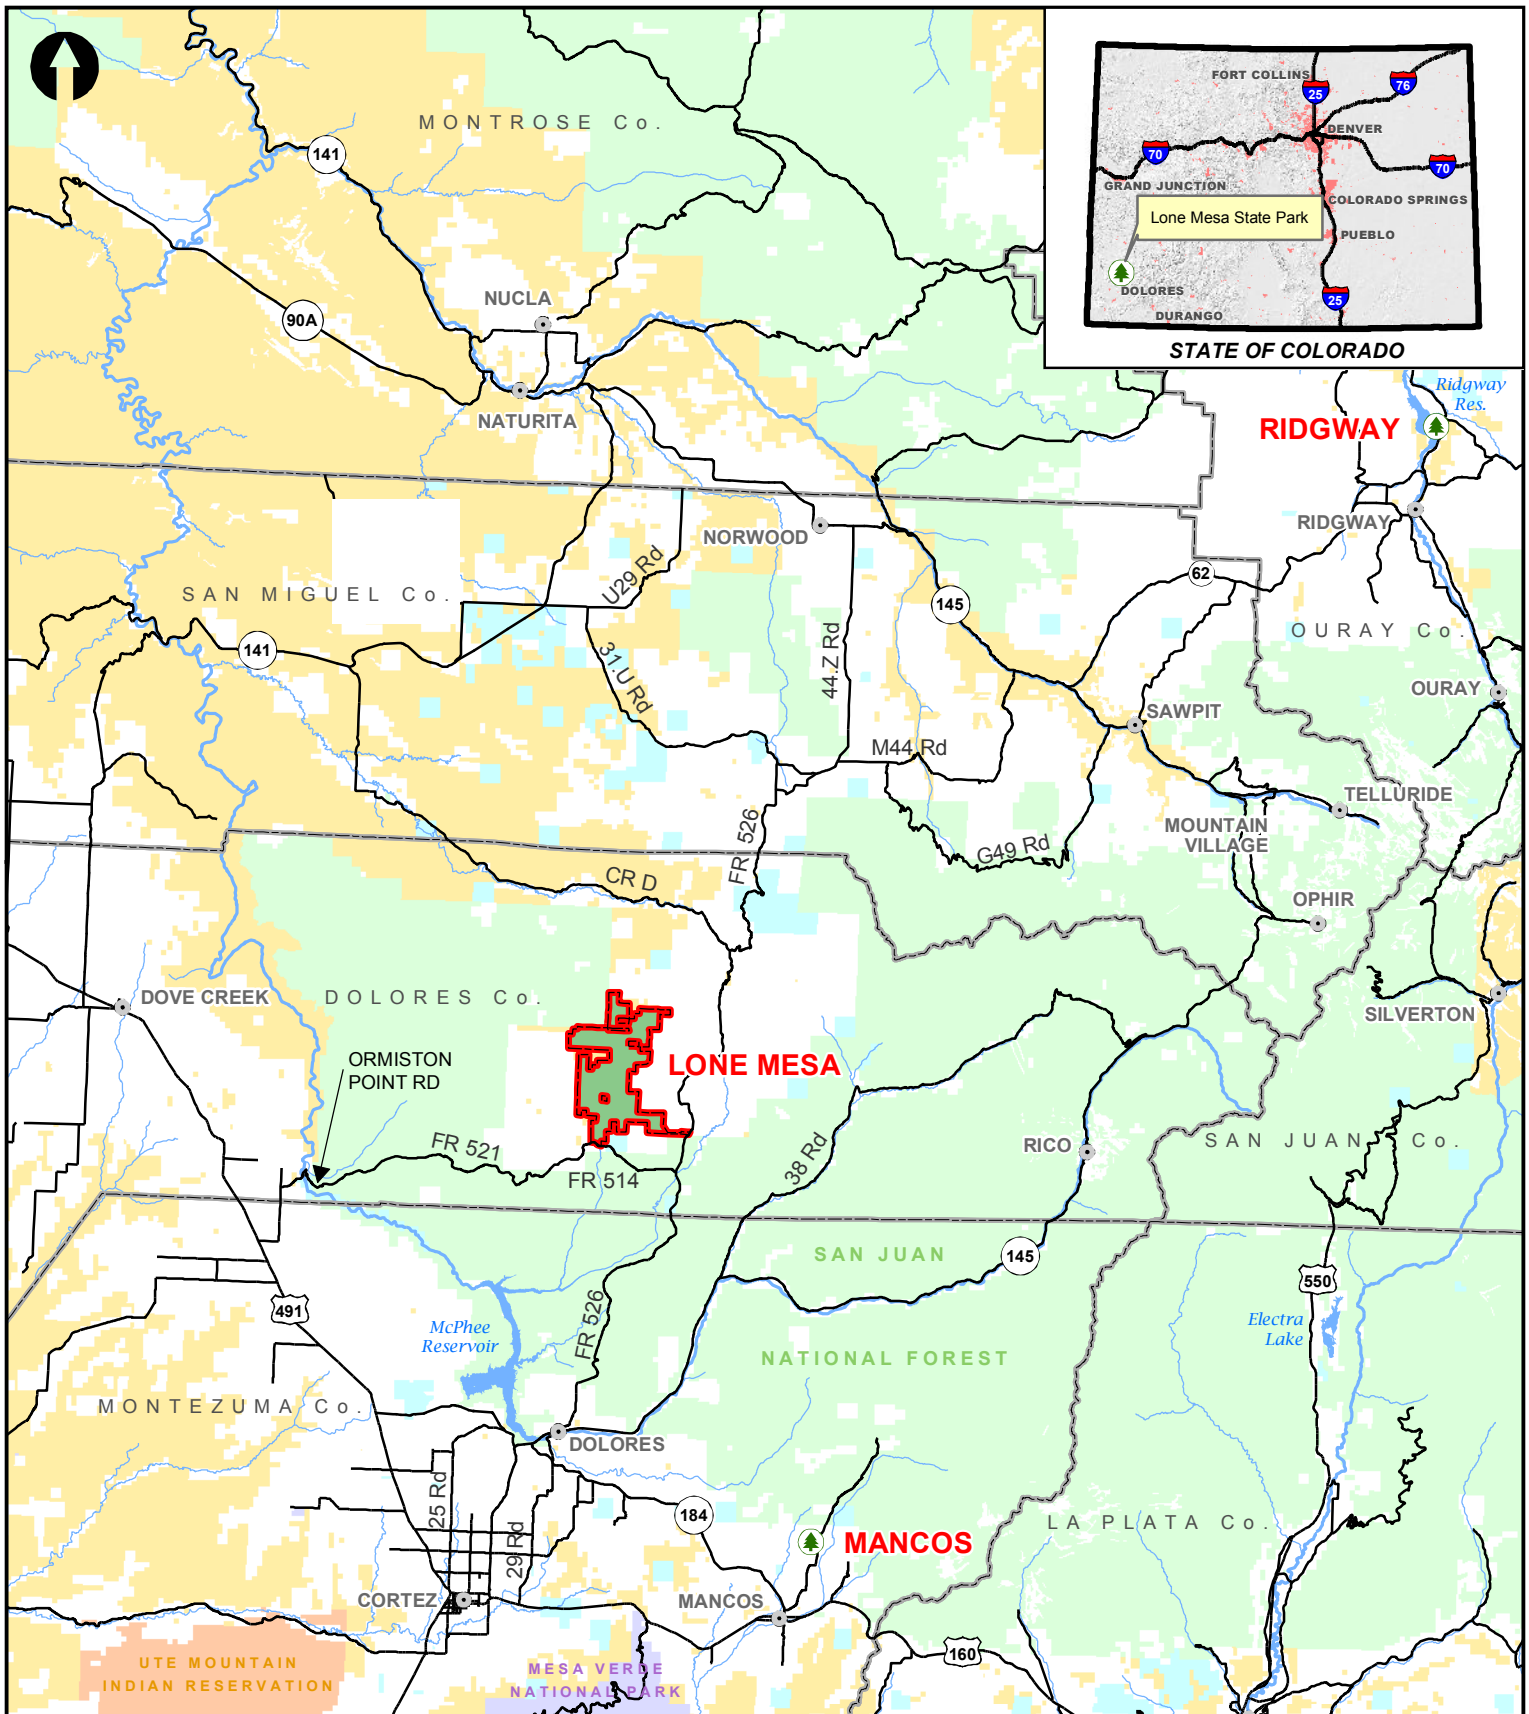 FORT COLLINS
25
76
DENVER
70
70
GRAND JUNCTION
COLORADO SPRINGS
Lone Mesa State Park
PUEBLO
DOLORES
25
DURANGO
STATE OF COLORADO
MONTROSE Co.
141
NUCLA
90A
NATURITA
Ridgway
Res.
RIDGWAY
RIDGWAY
NORWOOD
U29 Rd
62
SAN MIGUEL Co.
145
OURAY Co.
141
31.U Rd
44.Z Rd
OURAY
SAWPIT
M44 Rd
TELLURIDE
MOUNTAIN
VILLAGE
FR 526
G49 Rd
CR D
OPHIR
DOVE CREEK
DOLORES Co.
SILVERTON
ORMISTON
POINT RD
LONE MESA
FR 521
FR 514
38 Rd
RICO
SAN JUAN Co.
SAN JUAN
145
550
491
McPhee
Reservoir
FR 526
Electra
Lake
NATIONAL FOREST
MONTEZUMA Co.
DOLORES
25 Rd
29 Rd
184
MANCOS
LA PLATA Co.
CORTEZ
MANCOS
160
UTE MOUNTAIN
INDIAN RESERVATION
MESA VERDE
NATIONAL PARK